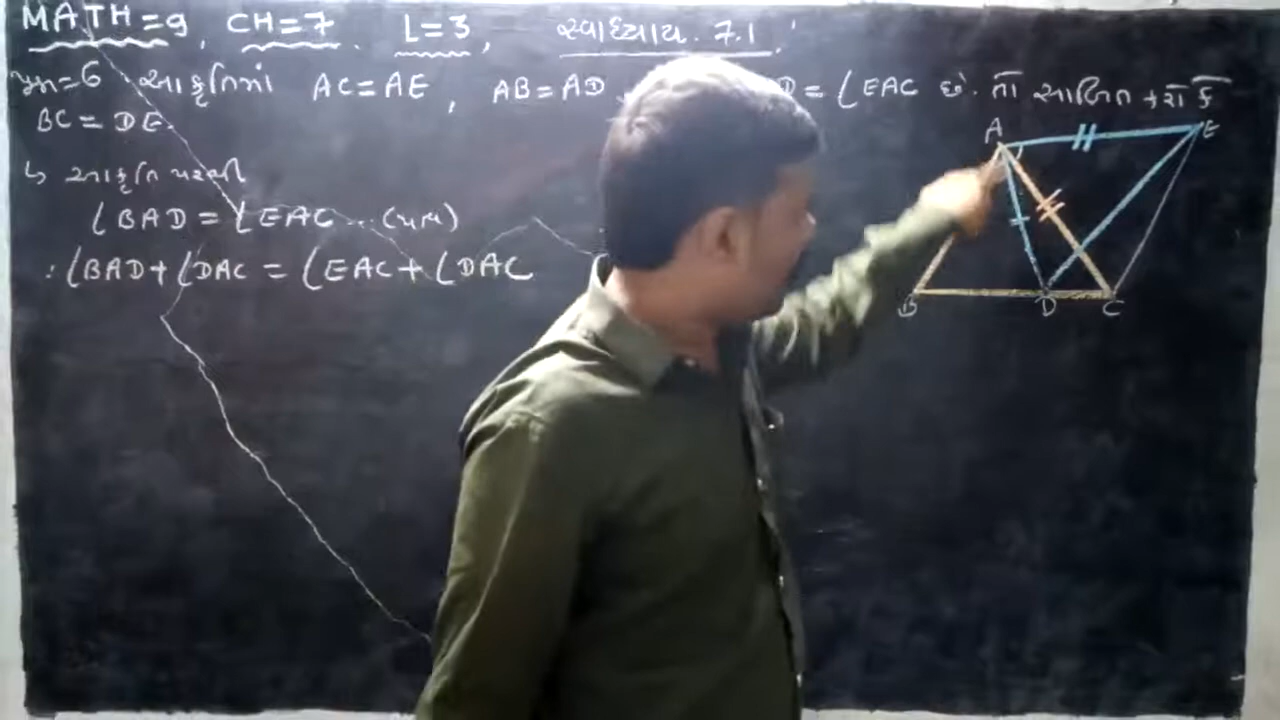 MATH=9, CH=7. L=3, સ્વાધ્યાય. 7.1.
પ્રશ્ન=6 આકૃતિમાં AC=AE, AB=AD D=∠EAC છે. તો સાબિત કરો કે
BC = DE.
↳ આકૃતિ પરથી
∠BAD = ∠EAC ... (પક્ષ)
∴ ∠BAD + ∠DAC = ∠EAC + ∠DAC
A
E
B
D
C